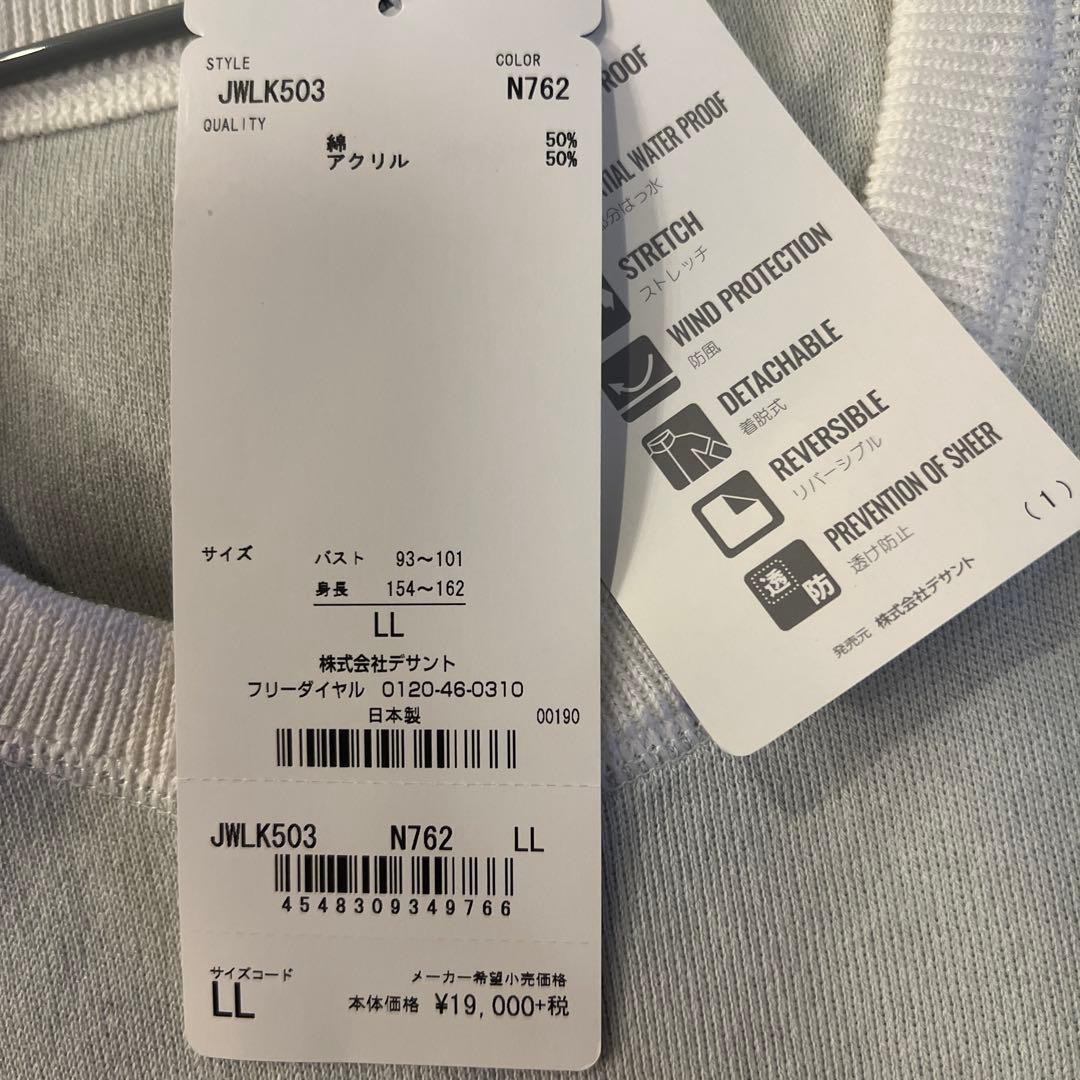 STYLE COLOR
JWLK503 N762
QUALITY
綿 50%
アクリル 50%
サイズ バスト 93〜101
身長 154〜162
LL
株式会社デサント
フリーダイヤル 0120-46-0310
日本製 00190
JWLK503 N762 LL
4548309349766
サイズコード メーカー希望小売価格
LL 本体価格 ¥19,000+税
WATER PROOF
はっ水
STRETCH
ストレッチ
WIND PROTECTION
防風
DETACHABLE
着脱式
REVERSIBLE
リバーシブル
PREVENTION OF SHEER
透け防止
透
防
(1)
発売元 株式会社デサント